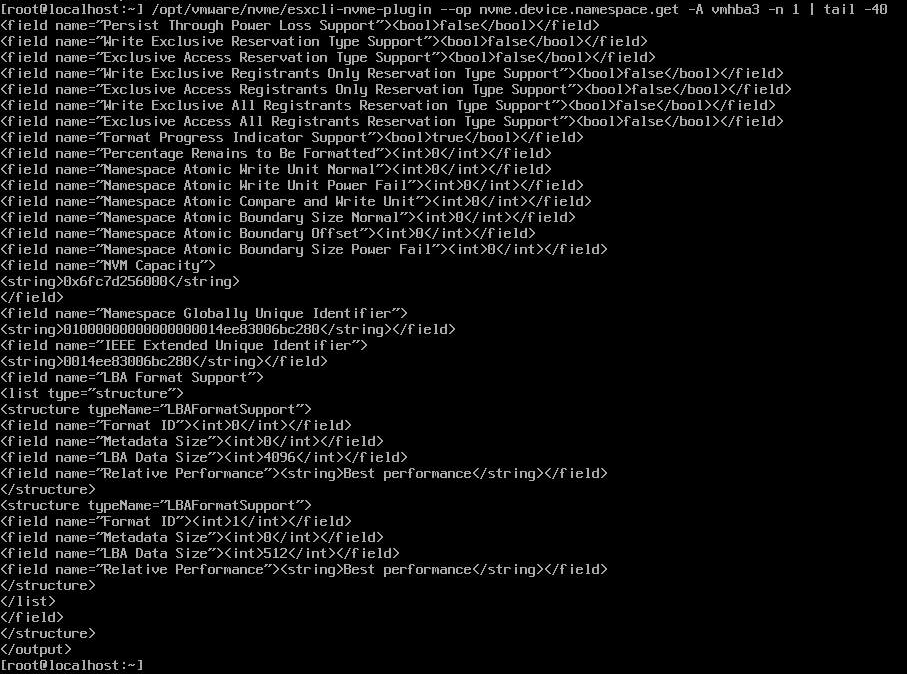 [root@localhost:~] /opt/vmware/nvme/esxcli-nvme-plugin --op nvme.device.namespace.get -A vmhba3 -n 1 | tail -40
<field name="Persist Through Power Loss Support"><bool>false</bool></field>
<field name="Write Exclusive Reservation Type Support"><bool>false</bool></field>
<field name="Exclusive Access Reservation Type Support"><bool>false</bool></field>
<field name="Write Exclusive Registrants Only Reservation Type Support"><bool>false</bool></field>
<field name="Exclusive Access Registrants Only Reservation Type Support"><bool>false</bool></field>
<field name="Write Exclusive All Registrants Reservation Type Support"><bool>false</bool></field>
<field name="Exclusive Access All Registrants Reservation Type Support"><bool>false</bool></field>
<field name="Format Progress Indicator Support"><bool>true</bool></field>
<field name="Percentage Remains to Be Formatted"><int>0</int></field>
<field name="Namespace Atomic Write Unit Normal"><int>0</int></field>
<field name="Namespace Atomic Write Unit Power Fail"><int>0</int></field>
<field name="Namespace Atomic Compare and Write Unit"><int>0</int></field>
<field name="Namespace Atomic Boundary Size Normal"><int>0</int></field>
<field name="Namespace Atomic Boundary Offset"><int>0</int></field>
<field name="Namespace Atomic Boundary Size Power Fail"><int>0</int></field>
<field name="NVM Capacity">
<string>0x6fc7d256000</string>
</field>
<field name="Namespace Globally Unique Identifier">
<string>01000000000000000014ee83006bc280</string></field>
<field name="IEEE Extended Unique Identifier">
<string>0014ee83006bc280</string></field>
<field name="LBA Format Support">
<list type="structure">
<structure typeName="LBAFormatSupport">
<field name="Format ID"><int>0</int></field>
<field name="Metadata Size"><int>0</int></field>
<field name="LBA Data Size"><int>4096</int></field>
<field name="Relative Performance"><string>Best performance</string></field>
</structure>
<structure typeName="LBAFormatSupport">
<field name="Format ID"><int>1</int></field>
<field name="Metadata Size"><int>0</int></field>
<field name="LBA Data Size"><int>512</int></field>
<field name="Relative Performance"><string>Best performance</string></field>
</structure>
</list>
</field>
</structure>
</output>
[root@localhost:~]